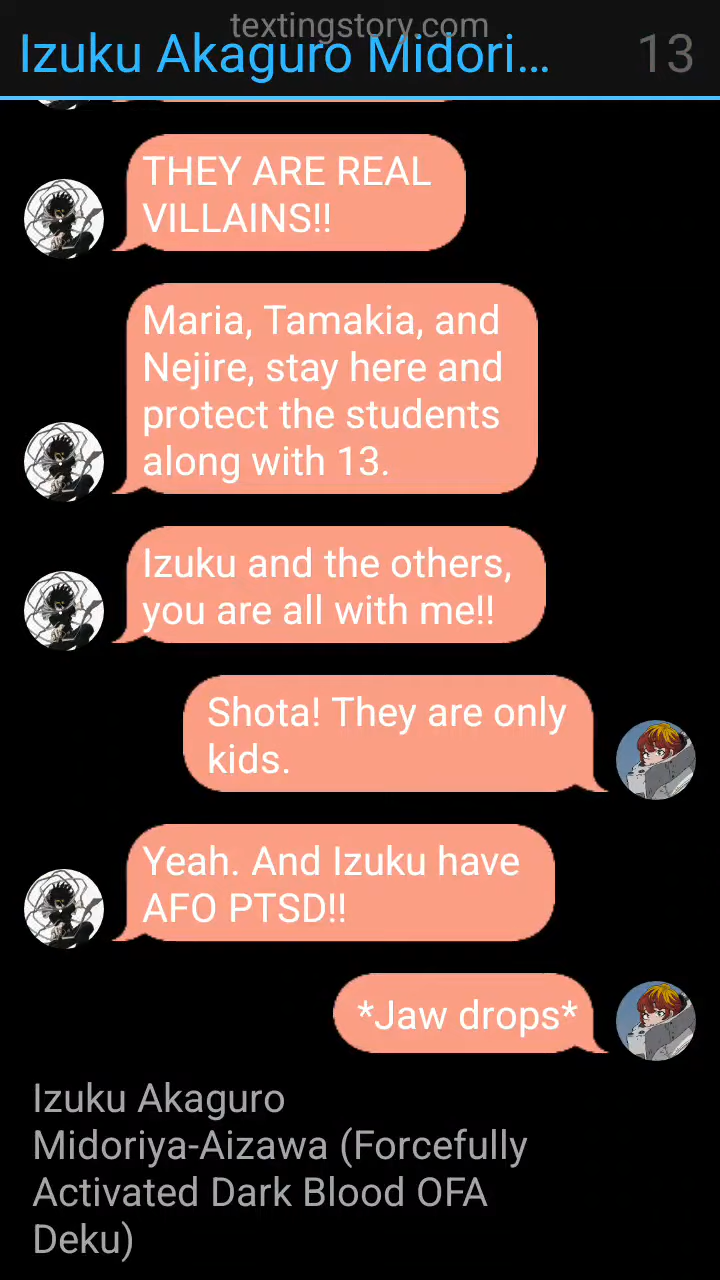 textingstory.com
Izuku Akaguro Midori... 13
THEY ARE REAL
VILLAINS!!
Maria, Tamakia, and
Nejire, stay here and
protect the students
along with 13.
Izuku and the others,
you are all with me!!
Shota! They are only
kids.
Yeah. And Izuku have
AFO PTSD!!
*Jaw drops*
Izuku Akaguro
Midoriya-Aizawa (Forcefully
Activated Dark Blood OFA
Deku)